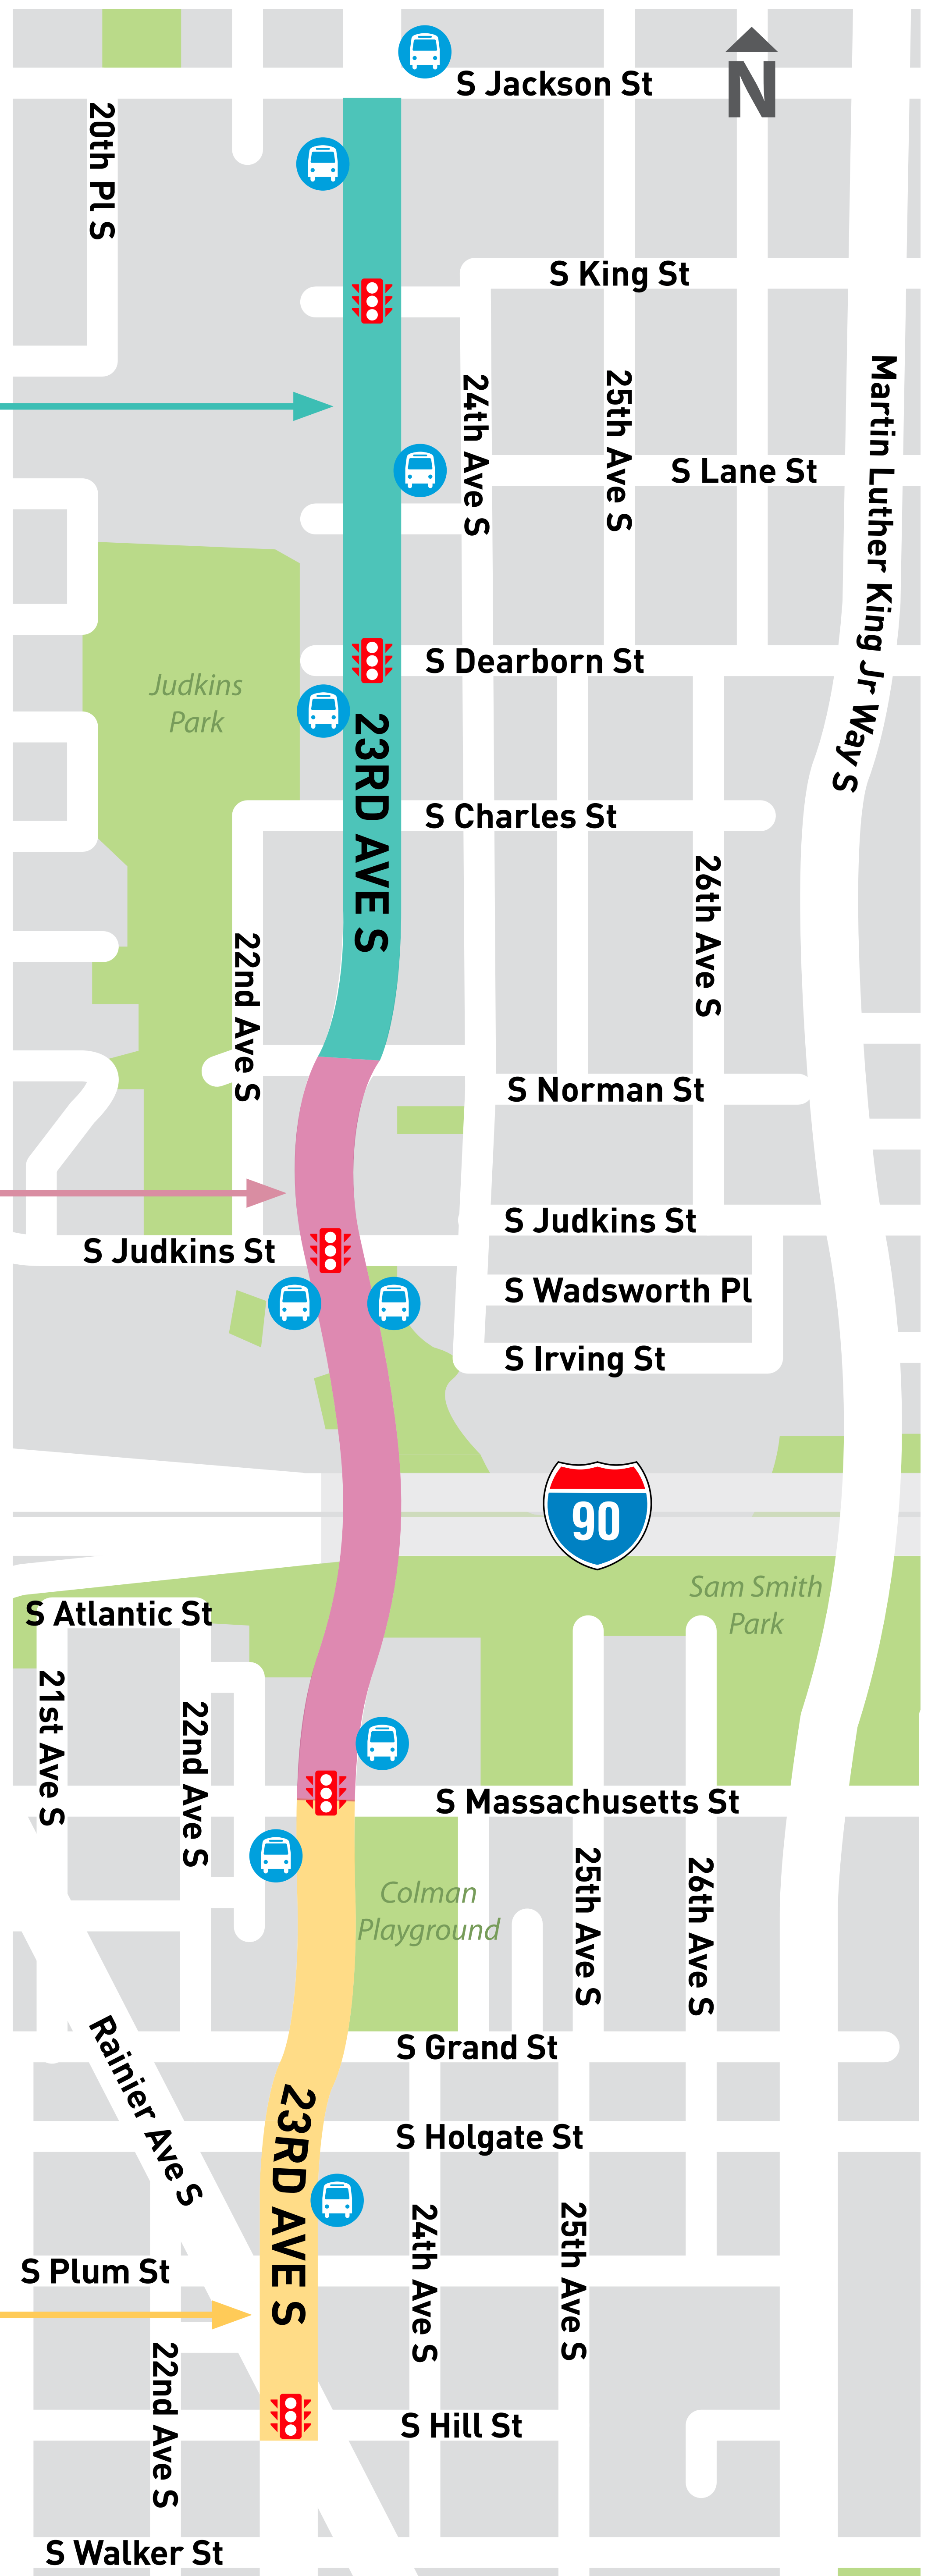 S Jackson St
N
20th Pl S
S King St
Martin Luther King Jr Way S
24th Ave S
25th Ave S
S Lane St
S Dearborn St
Judkins
Park
23RD AVE S
S Charles St
26th Ave S
22nd Ave S
S Norman St
S Judkins St
S Judkins St
S Wadsworth Pl
S Irving St
90
Sam Smith
Park
S Atlantic St
21st Ave S
22nd Ave S
S Massachusetts St
25th Ave S
26th Ave S
Colman
Playground
Rainier Ave S
S Grand St
23RD AVE S
S Holgate St
24th Ave S
25th Ave S
S Plum St
22nd Ave S
S Hill St
S Walker St